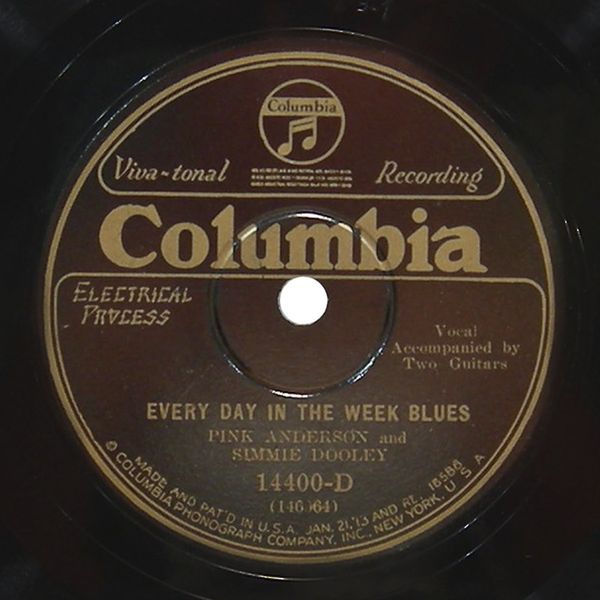 Columbia
Viva-tonal Recording
Columbia
ELECTRICAL
PROCESS
Vocal
Accompanied by
Two Guitars
EVERY DAY IN THE WEEK BLUES
PINK ANDERSON and
SIMMIE DOOLEY
14400-D
MADE AND PAT'D IN U.S.A. JAN. 21,'13 AND RE. 16588
© COLUMBIA PHONOGRAPH COMPANY, INC., NEW YORK, U.S.A